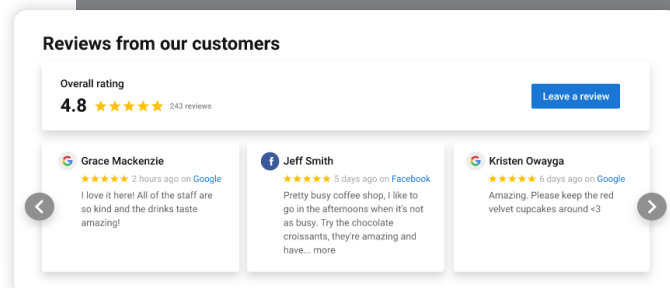 Reviews from our customers
Overall rating
4.8
243 reviews
Leave a review
Grace Mackenzie
2 hours ago on Google
I love it here! All of the staff are
so kind and the drinks taste
amazing!
Jeff Smith
5 days ago on Facebook
Pretty busy coffee shop, I like to
go in the afternoons when it's not
as busy. Try the chocolate
croissants, they're amazing and
have... more
Kristen Owayga
6 days ago on Google
Amazing. Please keep the red
velvet cupcakes around <3